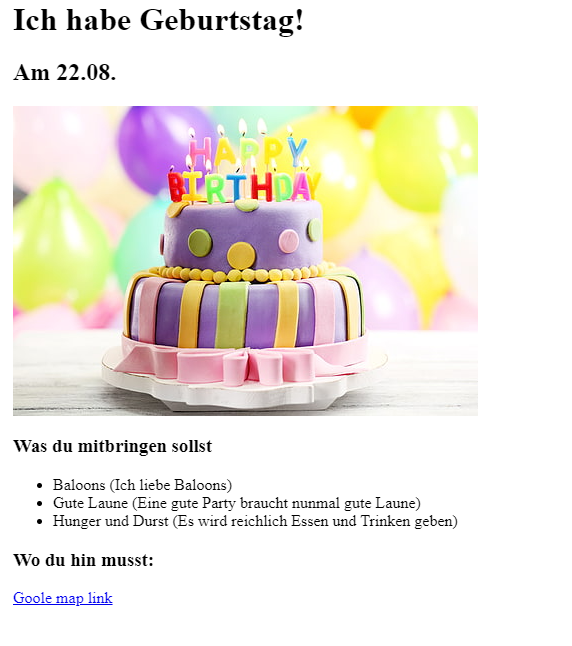 Ich habe Geburtstag!
Am 22.08.
HAPPY
BIRTHDAY
Was du mitbringen sollst
Baloons (Ich liebe Baloons)
Gute Laune (Eine gute Party braucht nunmal gute Laune)
Hunger und Durst (Es wird reichlich Essen und Trinken geben)
Wo du hin musst:
Goole map link